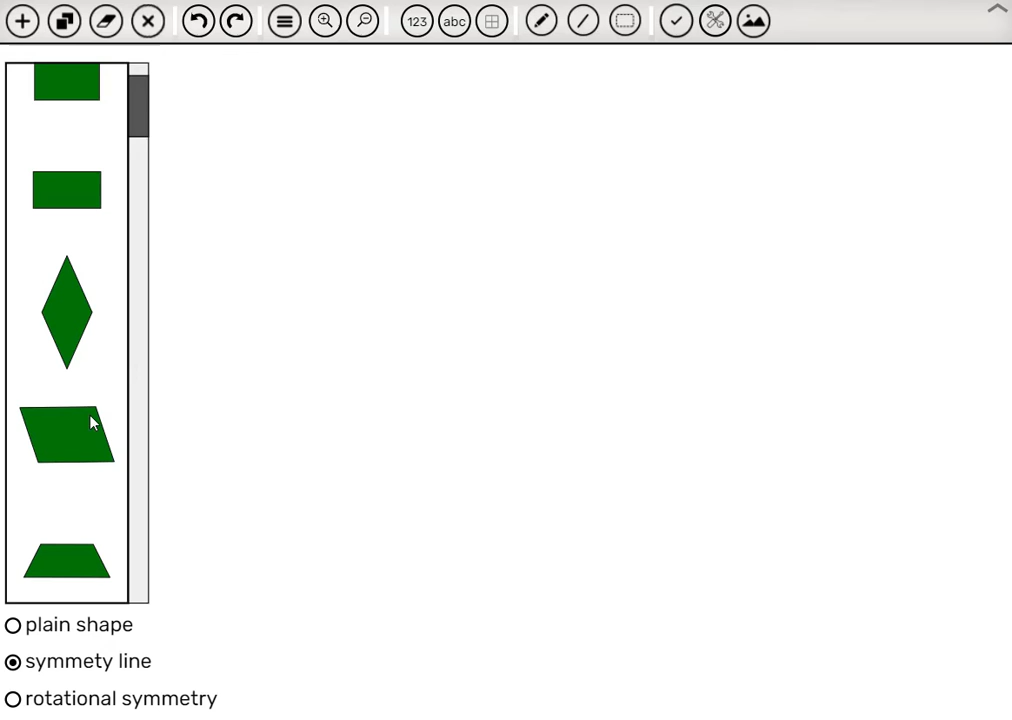 123 abc
plain shape
symmety line
rotational symmetry